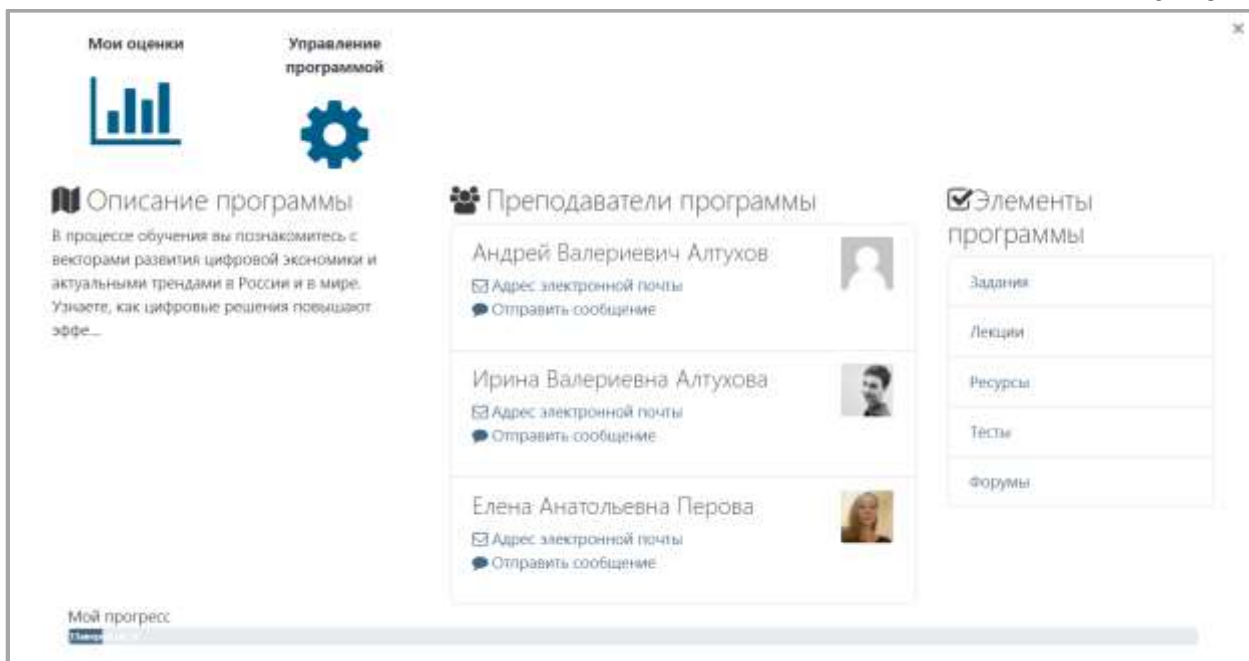 Мои оценки
Управление
программой
Описание программы
В процессе обучения вы познакомитесь с
векторами развития цифровой экономики и
актуальными трендами в России и в мире.
Узнаете, как цифровые решения повышают
эффе...
Преподаватели программы
Андрей Валериевич Алтухов
Адрес электронной почты
Отправить сообщение
Ирина Валериевна Алтухова
Адрес электронной почты
Отправить сообщение
Елена Анатольевна Перова
Адрес электронной почты
Отправить сообщение
Элементы
программы
Задания
Лекции
Ресурсы
Тесты
Форумы
Мой прогресс